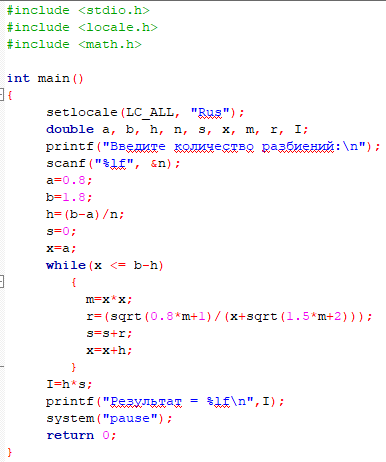 #include <stdio.h>
#include <locale.h>
#include <math.h>
int main()
{
setlocale(LC_ALL, "Rus");
double a, b, h, n, s, x, m, r, I;
printf("Введите количество разбиений:\n");
scanf("%lf", &n);
a=0.8;
b=1.8;
h=(b-a)/n;
s=0;
x=a;
while(x <= b-h)
{
m=x*x;
r=(sqrt(0.8*m+1)/(x+sqrt(1.5*m+2)));
s=s+r;
x=x+h;
}
I=h*s;
printf("Результат = %lf\n",I);
system("pause");
return 0;
}